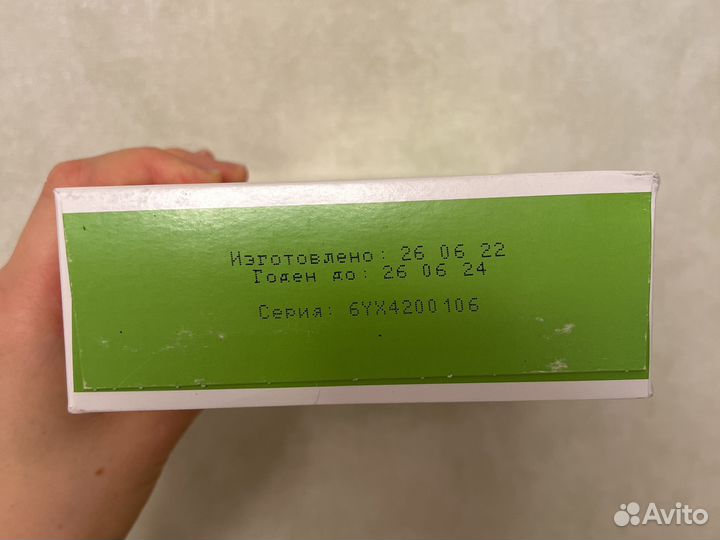 Изготовлено: 26 06 22
Годен до: 26 06 24
Серия: 6YX4200106
Avito